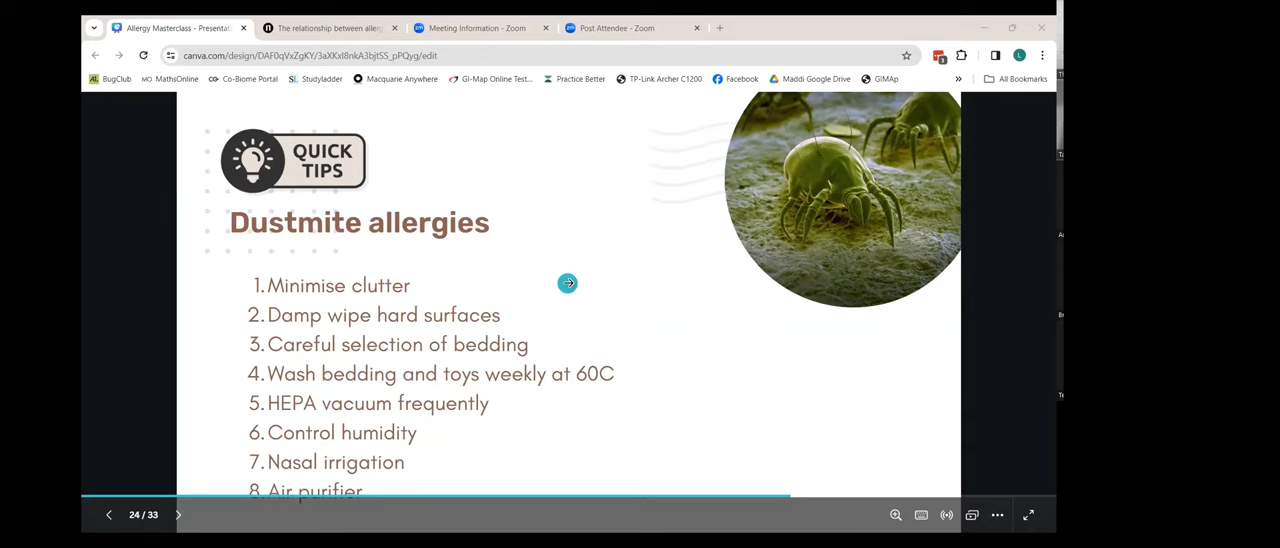 Allergy Masterclass - Presentati
The relationship between allerg
Meeting Information - Zoom
Post Attendee - Zoom
canva.com/design/DAF0qVxZgKY/3aXKxI8nkA3bjtSS_pPQyg/edit
BugClub
MathsOnline
Co-Biome Portal
Studyladder
Macquarie Anywhere
GI-Map Online Test...
Practice Better
TP-Link Archer C1200
Facebook
Maddi Google Drive
GIMAp
All Bookmarks
QUICK
TIPS
Dustmite allergies
1. Minimise clutter
2. Damp wipe hard surfaces
3. Careful selection of bedding
4. Wash bedding and toys weekly at 60C
5. HEPA vacuum frequently
6. Control humidity
7. Nasal irrigation
8. Air purifier
24 / 33